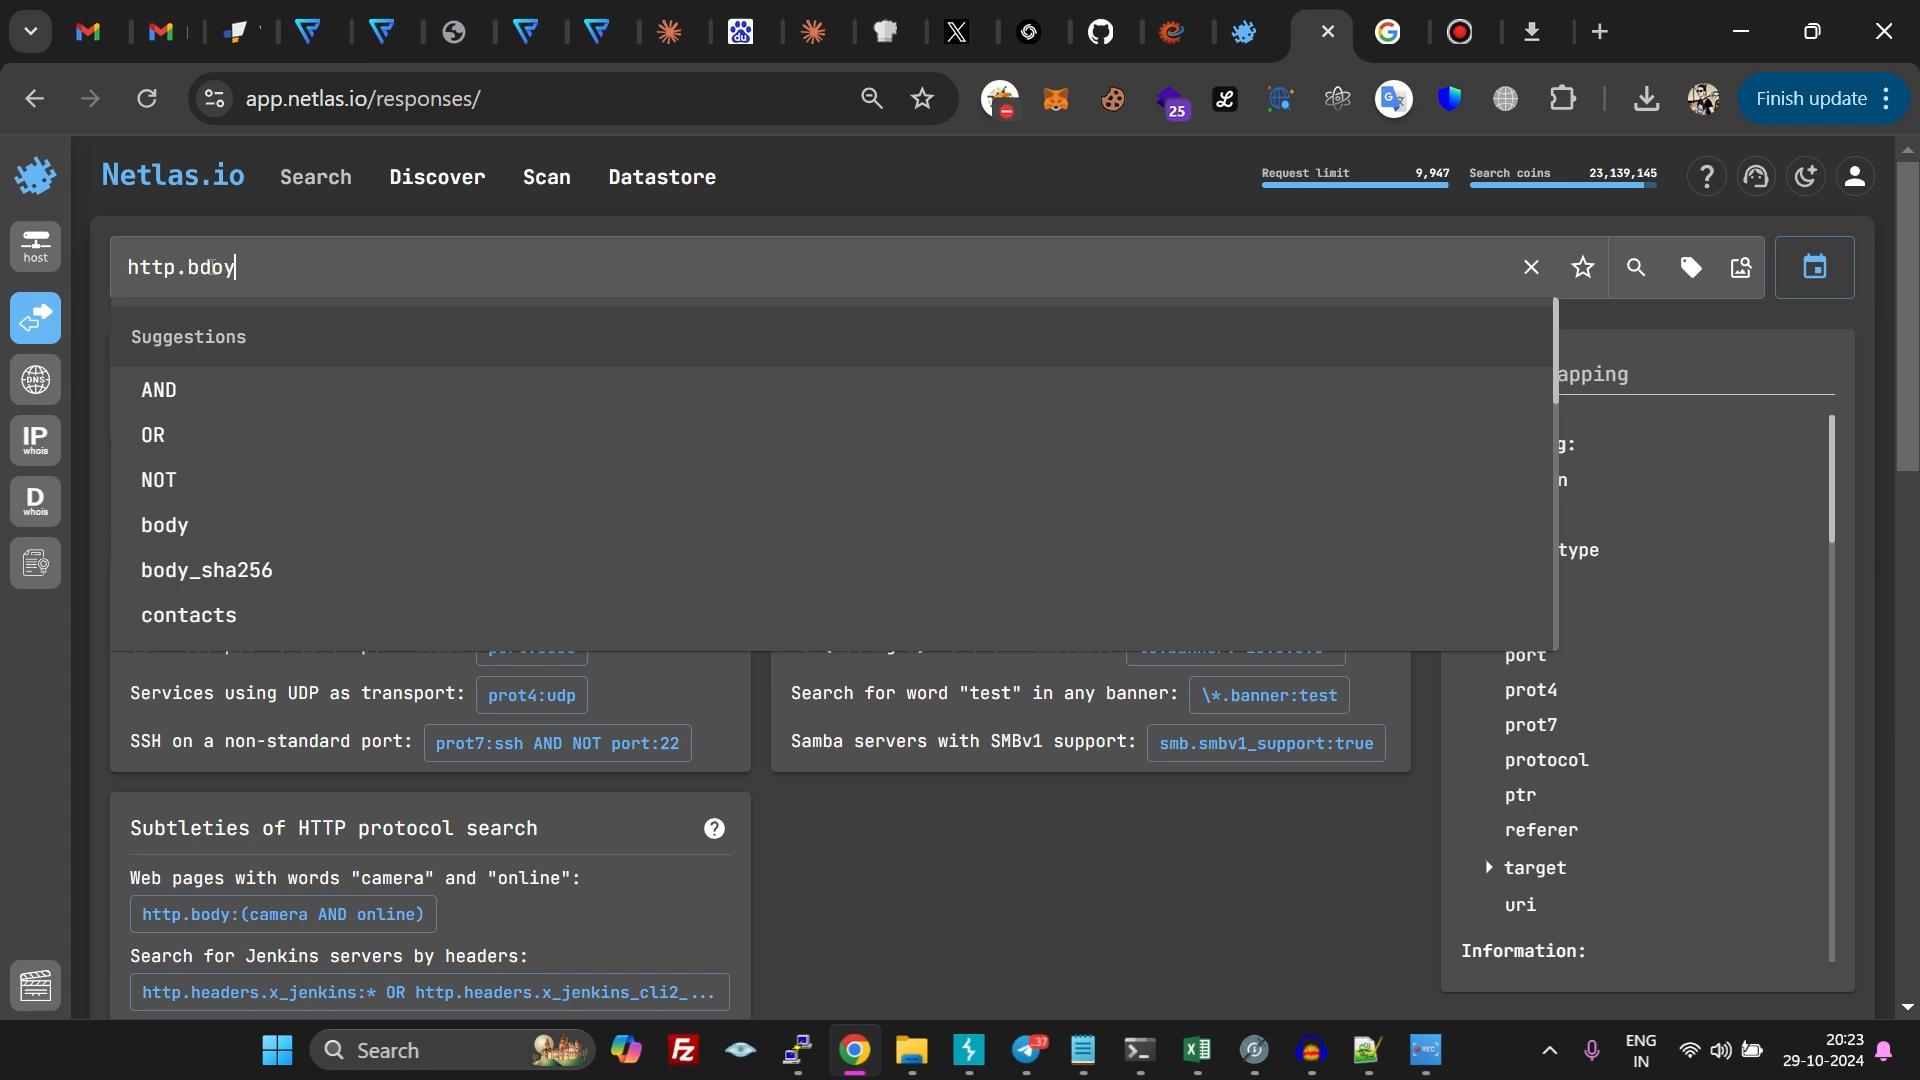 app.netlas.io/responses/
25
Finish update
Netlas.io
Search
Discover
Scan
Datastore
Request limit 9,947
Search coins 23,139,145
host
http.bdoy
Suggestions
AND
OR
NOT
body
body_sha256
contacts
DNS
IP
whois
D
whois
apping
g:
n
type
port
prot4
prot7
protocol
ptr
referer
target
uri
Information:
Services using UDP as transport: prot4:udp
SSH on a non-standard port: prot7:ssh AND NOT port:22
Search for word "test" in any banner: \*.banner:test
Samba servers with SMBv1 support: smb.smbv1_support:true
Subtleties of HTTP protocol search
Web pages with words "camera" and "online":
http.body:(camera AND online)
Search for Jenkins servers by headers:
http.headers.x_jenkins:* OR http.headers.x_jenkins_cli2_...
Search
37
REC
ENG
IN
20:23
29-10-2024